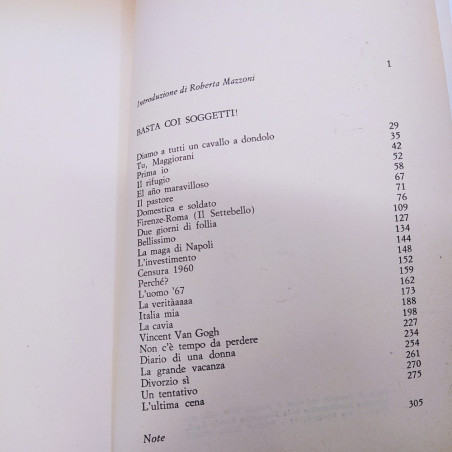 Introduzione di Roberta Mazzoni 1
BASTA COI SOGGETTI!
Diamo a tutti un cavallo a dondolo 29
Tu, Maggiorani 35
Prima io 42
Il rifugio 52
El año maravilloso 58
Il pastore 67
Domestica e soldato 71
Firenze-Roma (Il Settebello) 76
Due giorni di follia 109
Bellissimo 127
La maga di Napoli 134
L'investimento 144
Censura 1960 148
Perché? 152
L'uomo '67 159
La veritàaaaa 162
Italia mia 173
La cavia 188
Vincent Van Gogh 198
Non c'è tempo da perdere 227
Diario di una donna 234
La grande vacanza 254
Divorzio sì 261
Un tentativo 270
L'ultima cena 275
Note 305